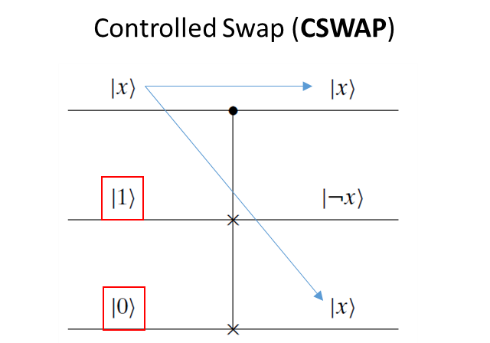 Controlled Swap (CSWAP)
|x⟩ |x⟩
|1⟩ |¬x⟩
|0⟩ |x⟩